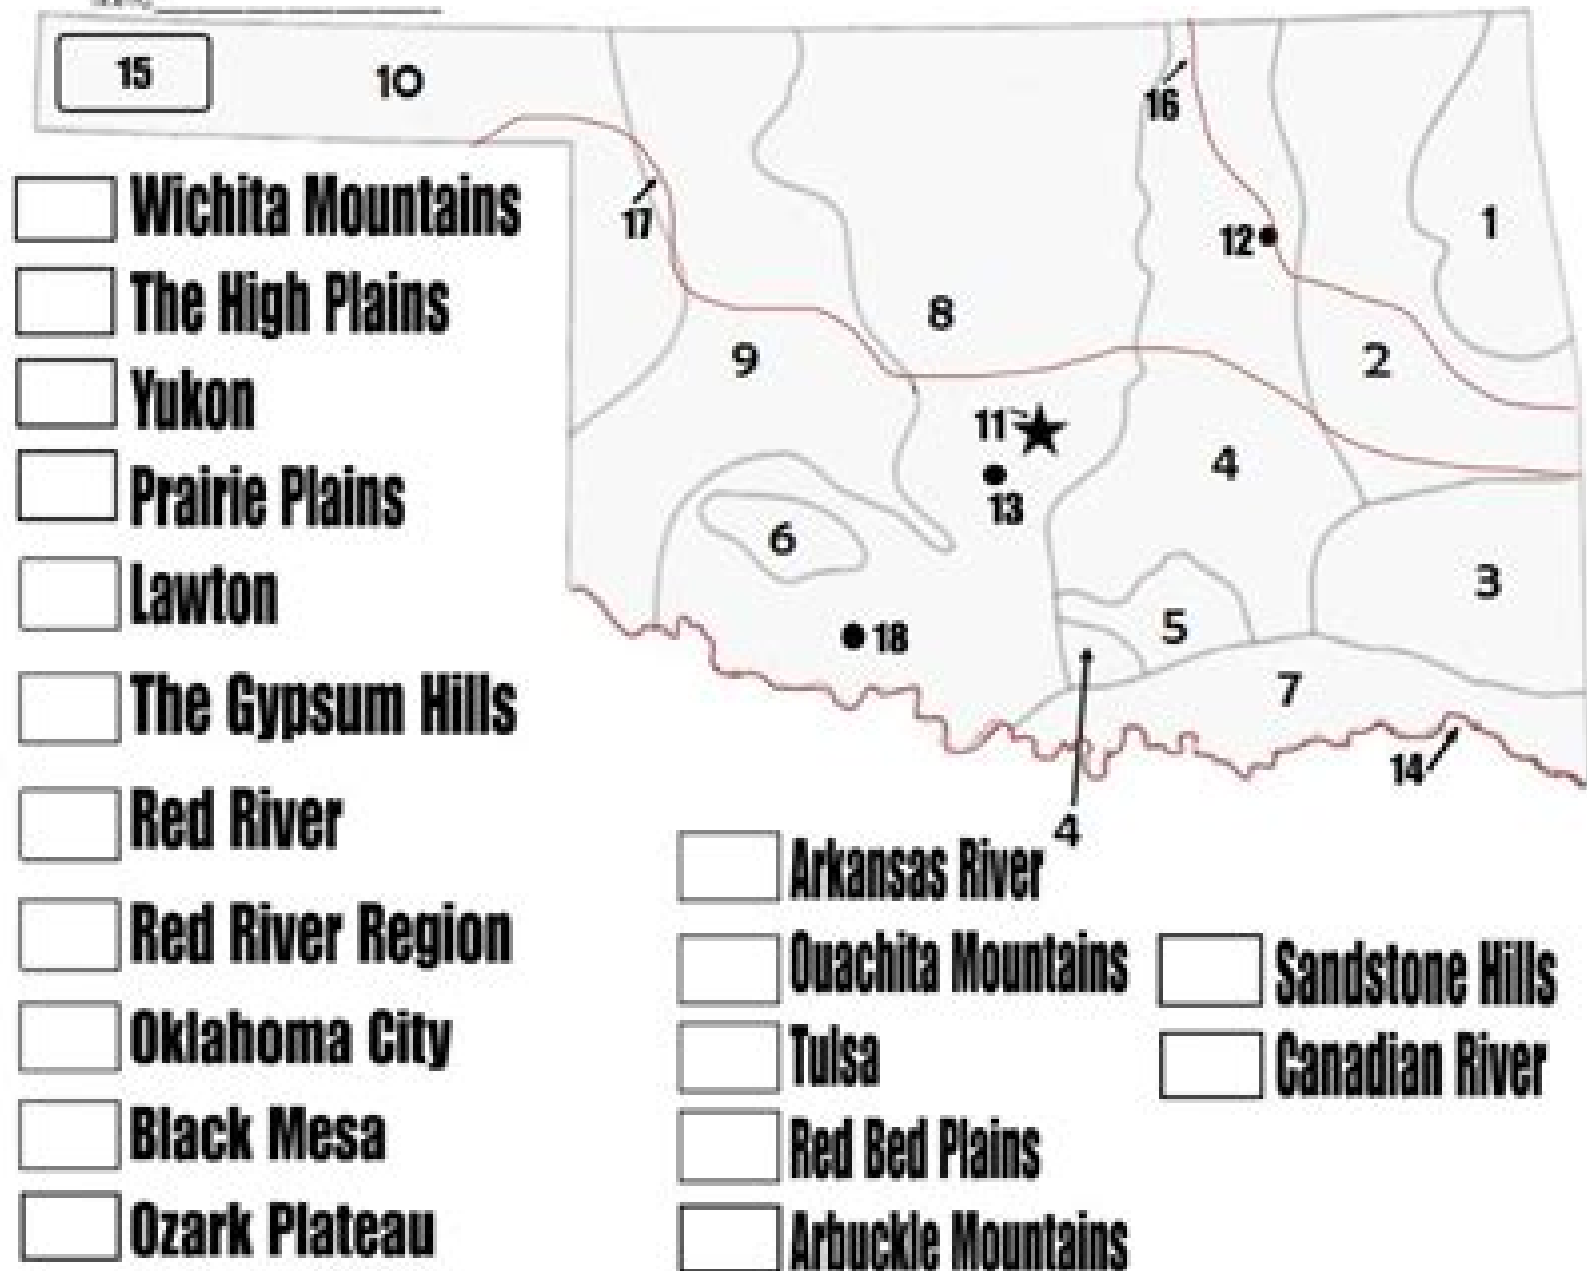 15
10
16
1
17
12
8
9
2
11
4
13
6
3
5
18
7
14
4
Wichita Mountains
The High Plains
Yukon
Prairie Plains
Lawton
The Gypsum Hills
Red River
Red River Region
Oklahoma City
Black Mesa
Ozark Plateau
Arkansas River
Ouachita Mountains
Tulsa
Red Bed Plains
Arbuckle Mountains
Sandstone Hills
Canadian River